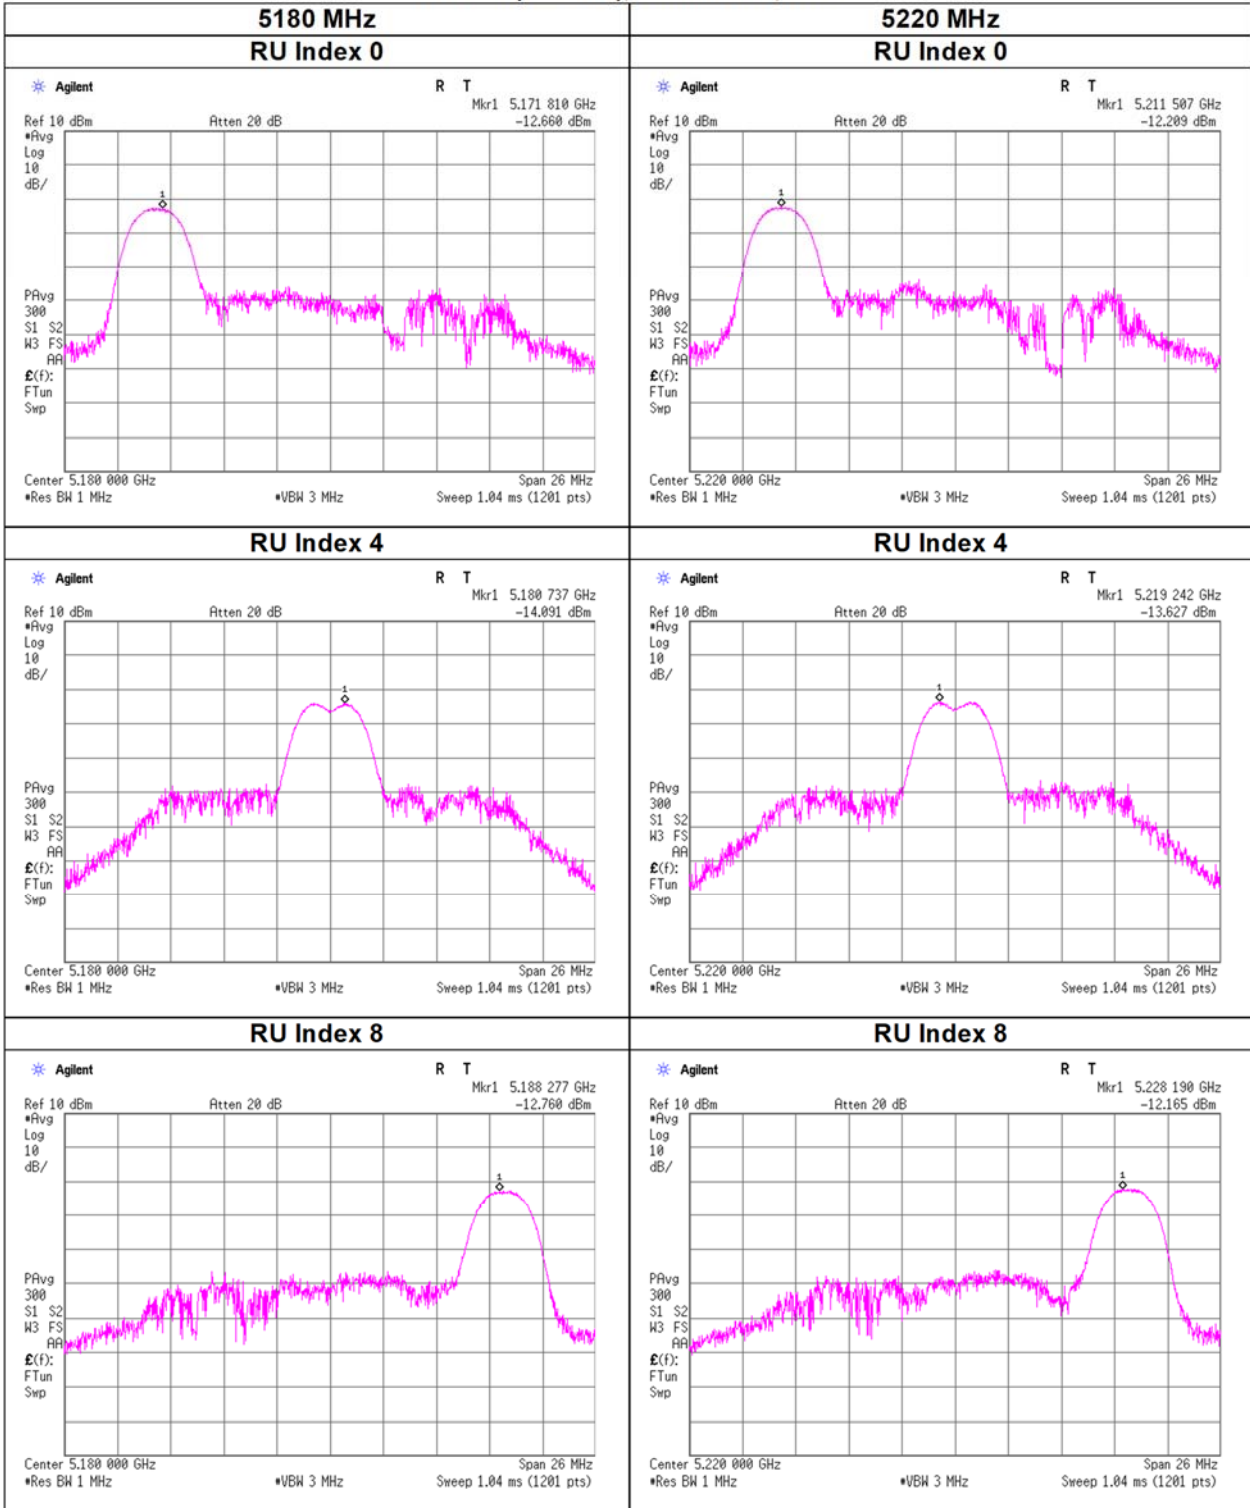 5180 MHz
5220 MHz
RU Index 0
RU Index 0
Agilent
R T
Mkr1 5.171 810 GHz
Ref 10 dBm
Atten 20 dB
-12.660 dBm
#Avg
Log
10
dB/
1
PAvg
300
S1 S2
W3 FS
AA
£(f):
FTun
Swp
Center 5.180 000 GHz
Span 26 MHz
#Res BW 1 MHz
#VBW 3 MHz
Sweep 1.04 ms (1201 pts)
Agilent
R T
Mkr1 5.211 507 GHz
Ref 10 dBm
Atten 20 dB
-12.209 dBm
#Avg
Log
10
dB/
1
PAvg
300
S1 S2
W3 FS
AA
£(f):
FTun
Swp
Center 5.220 000 GHz
Span 26 MHz
#Res BW 1 MHz
#VBW 3 MHz
Sweep 1.04 ms (1201 pts)
RU Index 4
RU Index 4
Agilent
R T
Mkr1 5.180 737 GHz
Ref 10 dBm
Atten 20 dB
-14.091 dBm
#Avg
Log
10
dB/
1
PAvg
300
S1 S2
W3 FS
AA
£(f):
FTun
Swp
Center 5.180 000 GHz
Span 26 MHz
#Res BW 1 MHz
#VBW 3 MHz
Sweep 1.04 ms (1201 pts)
Agilent
R T
Mkr1 5.219 242 GHz
Ref 10 dBm
Atten 20 dB
-13.627 dBm
#Avg
Log
10
dB/
1
PAvg
300
S1 S2
W3 FS
AA
£(f):
FTun
Swp
Center 5.220 000 GHz
Span 26 MHz
#Res BW 1 MHz
#VBW 3 MHz
Sweep 1.04 ms (1201 pts)
RU Index 8
RU Index 8
Agilent
R T
Mkr1 5.188 277 GHz
Ref 10 dBm
Atten 20 dB
-12.760 dBm
#Avg
Log
10
dB/
1
PAvg
300
S1 S2
W3 FS
AA
£(f):
FTun
Swp
Center 5.180 000 GHz
Span 26 MHz
#Res BW 1 MHz
#VBW 3 MHz
Sweep 1.04 ms (1201 pts)
Agilent
R T
Mkr1 5.228 190 GHz
Ref 10 dBm
Atten 20 dB
-12.165 dBm
#Avg
Log
10
dB/
1
PAvg
300
S1 S2
W3 FS
AA
£(f):
FTun
Swp
Center 5.220 000 GHz
Span 26 MHz
#Res BW 1 MHz
#VBW 3 MHz
Sweep 1.04 ms (1201 pts)